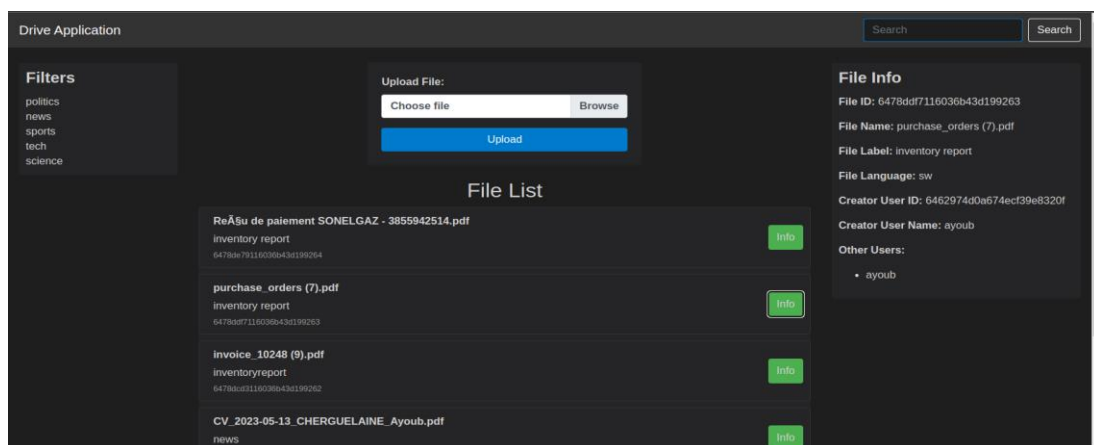 Drive Application
Search
Search
Filters
politics
news
sports
tech
science
Upload File:
Choose file
Browse
Upload
File List
ReÃ§u de paiement SONELGAZ - 3855942514.pdf
inventory report
6478de79116036b43d199264
Info
purchase_orders (7).pdf
inventory report
6478ddf7116036b43d199263
Info
invoice_10248 (9).pdf
inventoryreport
6478dcd3116036b43d199262
Info
CV_2023-05-13_CHERGUELAINE_Ayoub.pdf
news
Info
File Info
File ID: 6478ddf7116036b43d199263
File Name: purchase_orders (7).pdf
File Label: inventory report
File Language: sw
Creator User ID: 6462974d0a674ecf39e8320f
Creator User Name: ayoub
Other Users:
• ayoub